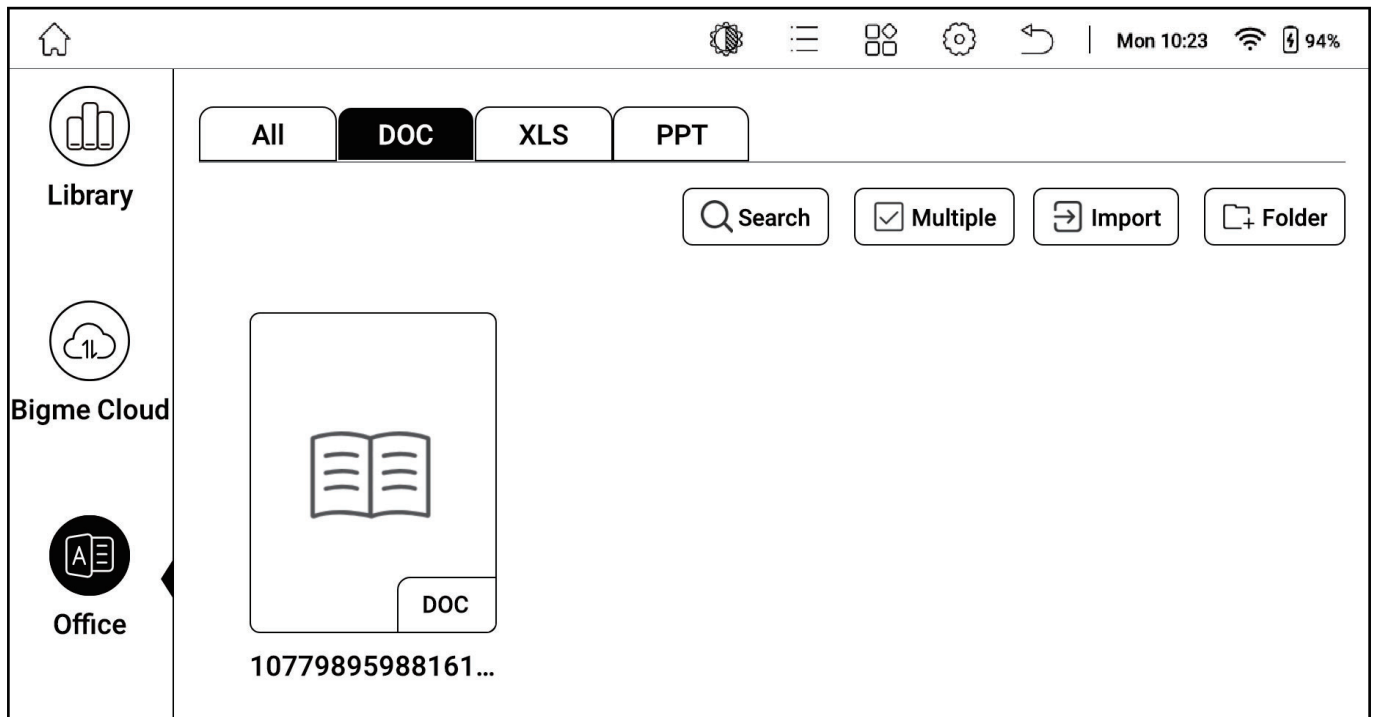 Mon 10:23 94%
All DOC XLS PPT
Library
Search Multiple Import Folder
Bigme Cloud
DOC
Office
10779895988161...